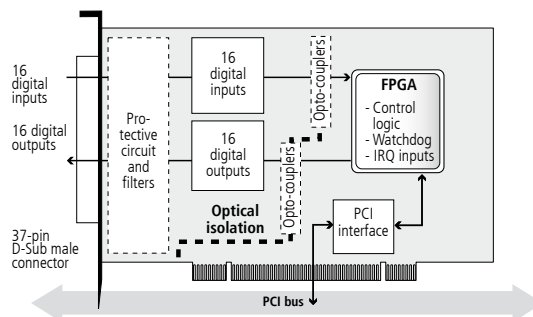 16
digital
inputs
16 digital
outputs
37-pin
D-Sub male
connector
Pro-
tective
circuit
and
filters
16
digital
inputs
16
digital
outputs
Opto-couplers
Opto-couplers
Optical
isolation
FPGA
- Control
logic
- Watchdog
- IRQ inputs
PCI
interface
PCI bus